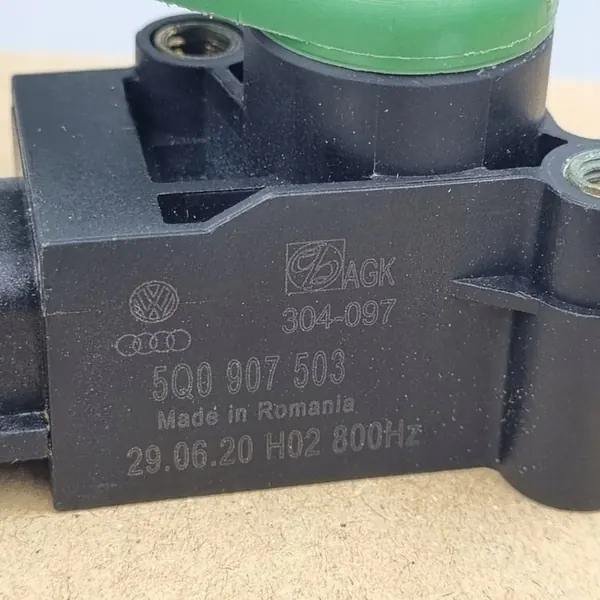 AGK
304-097
5Q0 907 503
Made in Romania
29.06.20 H02 800Hz